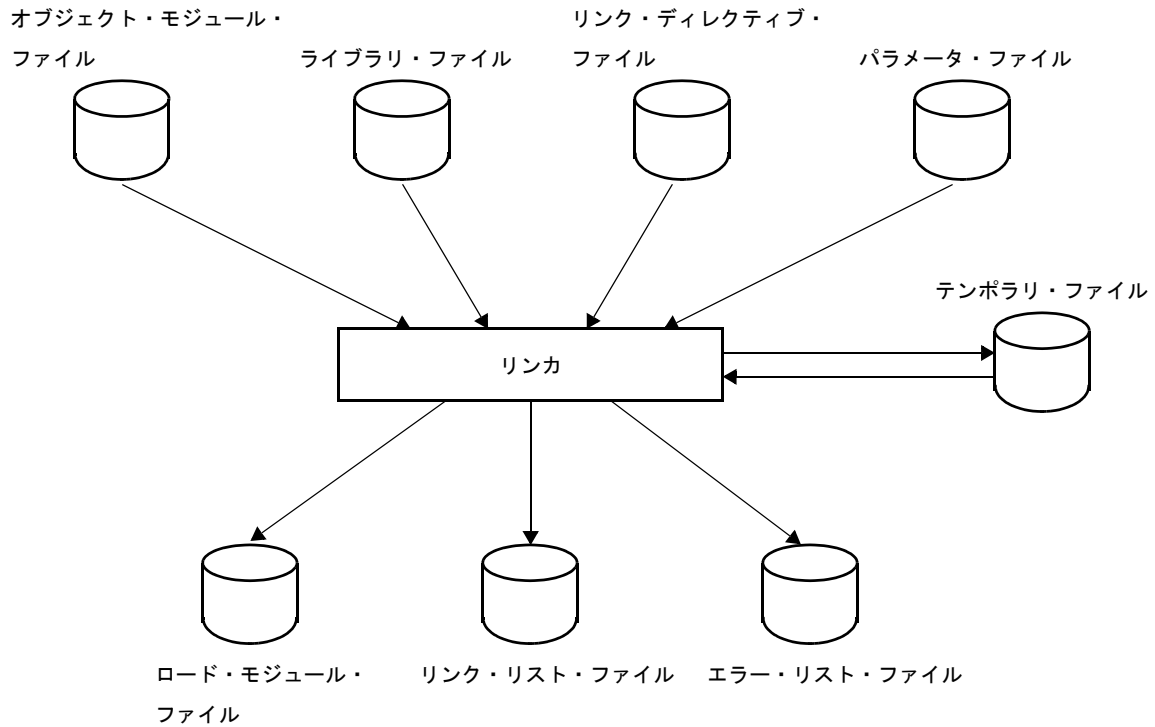 オブジェクト・モジュール・
ファイル
ライブラリ・ファイル
リンク・ディレクティブ・
ファイル
パラメータ・ファイル
テンポラリ・ファイル
リンカ
ロード・モジュール・
ファイル
リンク・リスト・ファイル
エラー・リスト・ファイル